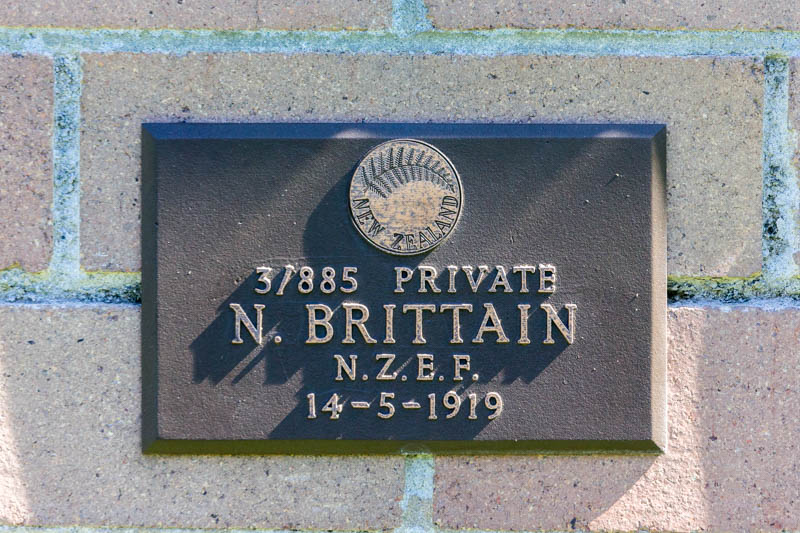 NEW ZEALAND
3/885 PRIVATE
N. BRITTAIN
N.Z.E.F.
14-5-1919